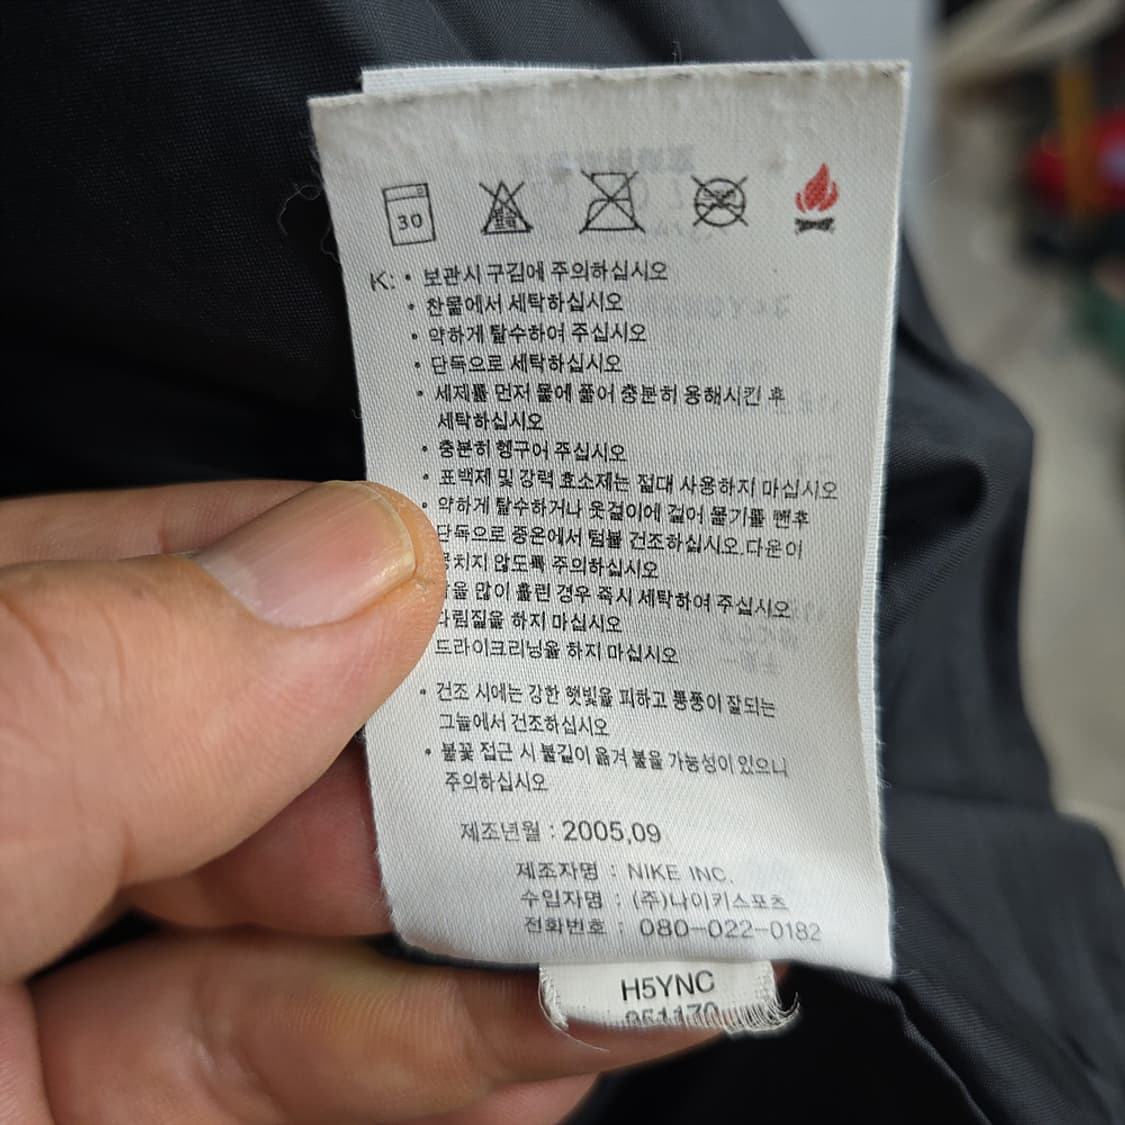 30
K: • 보관시 구김에 주의하십시오
• 찬물에서 세탁하십시오
• 약하게 탈수하여 주십시오
• 단독으로 세탁하십시오
• 세제를 먼저 물에 풀어 충분히 용해시킨 후
세탁하십시오
• 충분히 헹구어 주십시오
• 표백제 및 강력 효소제는 절대 사용하지 마십시오
• 약하게 탈수하거나 옷걸이에 걸어 물기를 뺀후
단독으로 중온에서 텀블 건조하십시오.다운이
뭉치지 않도록 주의하십시오
많이 흘린 경우 즉시 세탁하여 주십시오
하지 마십시오
드라이크리닝을 하지 마십시오
• 건조 시에는 강한 햇빛을 피하고 통풍이 잘되는
그늘에서 건조하십시오
• 불꽃 접근 시 불길이 옮겨 붙을 가능성이 있으니
주의하십시오
제조년월 : 2005,09
제조자명 : NIKE INC.
수입자명 : (주)나이키스포츠
전화번호 : 080-022-0182
H5YNC